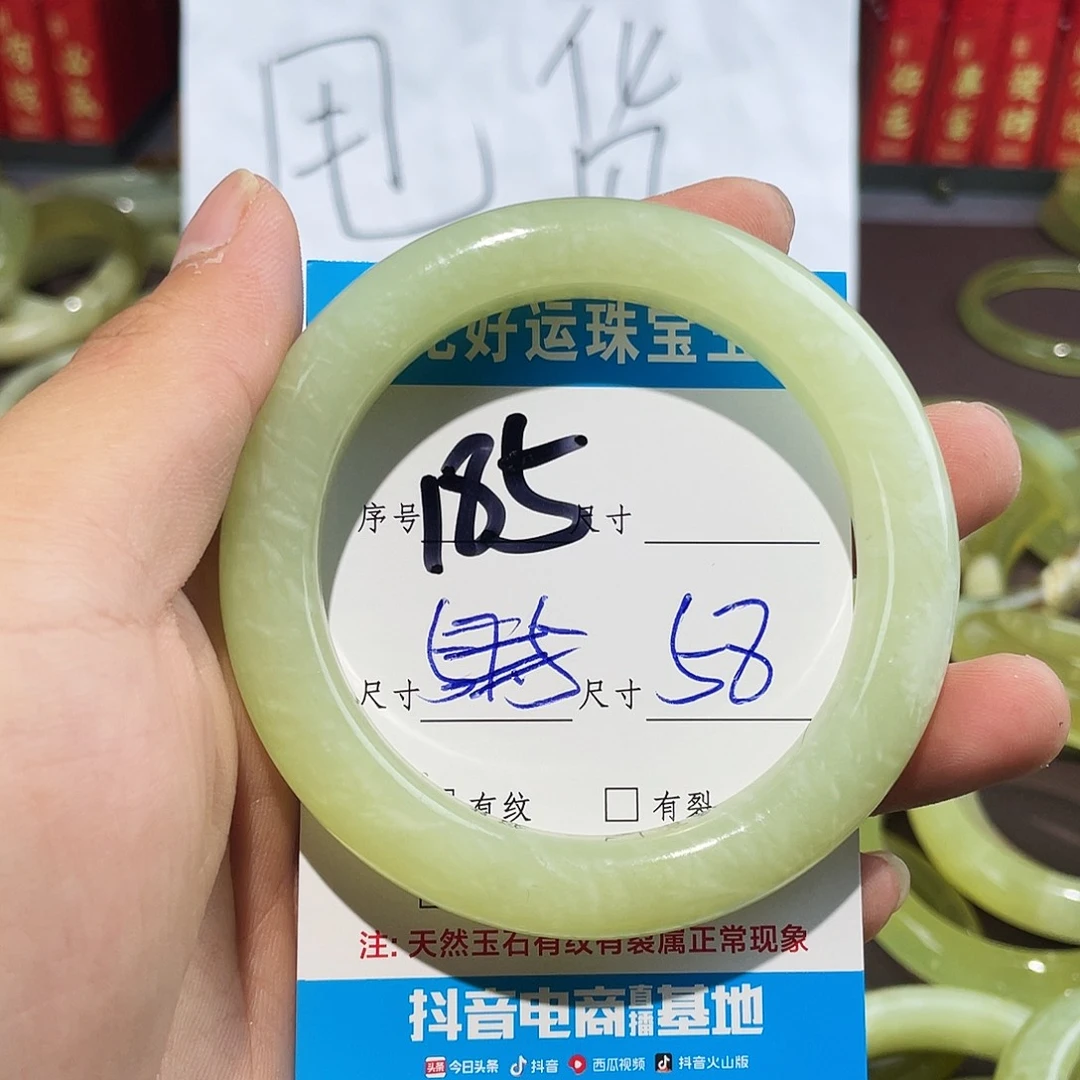 甩货
好运珠宝
序号 185 尺寸
尺寸 尺寸 58
有纹 □ 有裂
注: 天然玉石有纹有裂属正常现象
抖音电商直播基地
头条 今日头条 抖音 西瓜视频 抖音火山版